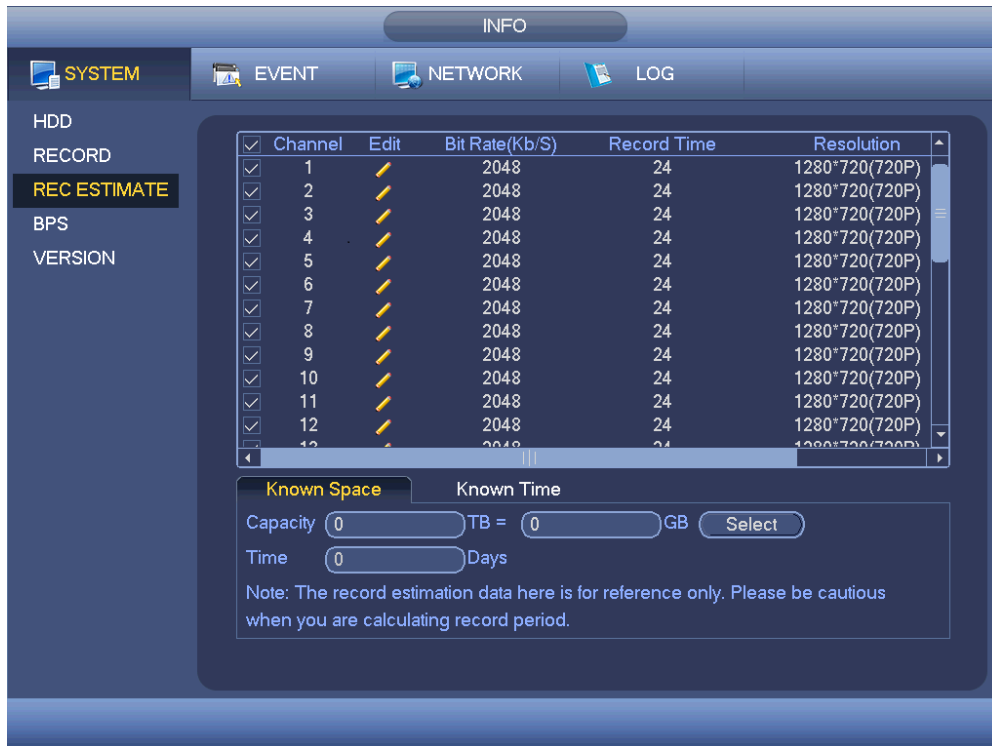 INFO
SYSTEM EVENT NETWORK LOG
HDD
RECORD
REC ESTIMATE
BPS
VERSION
Channel Edit Bit Rate(Kb/S) Record Time Resolution
1 2048 24 1280*720(720P)
2 2048 24 1280*720(720P)
3 2048 24 1280*720(720P)
4 2048 24 1280*720(720P)
5 2048 24 1280*720(720P)
6 2048 24 1280*720(720P)
7 2048 24 1280*720(720P)
8 2048 24 1280*720(720P)
9 2048 24 1280*720(720P)
10 2048 24 1280*720(720P)
11 2048 24 1280*720(720P)
12 2048 24 1280*720(720P)
Known Space Known Time
Capacity 0 TB = 0 GB Select
Time 0 Days
Note: The record estimation data here is for reference only. Please be cautious
when you are calculating record period.